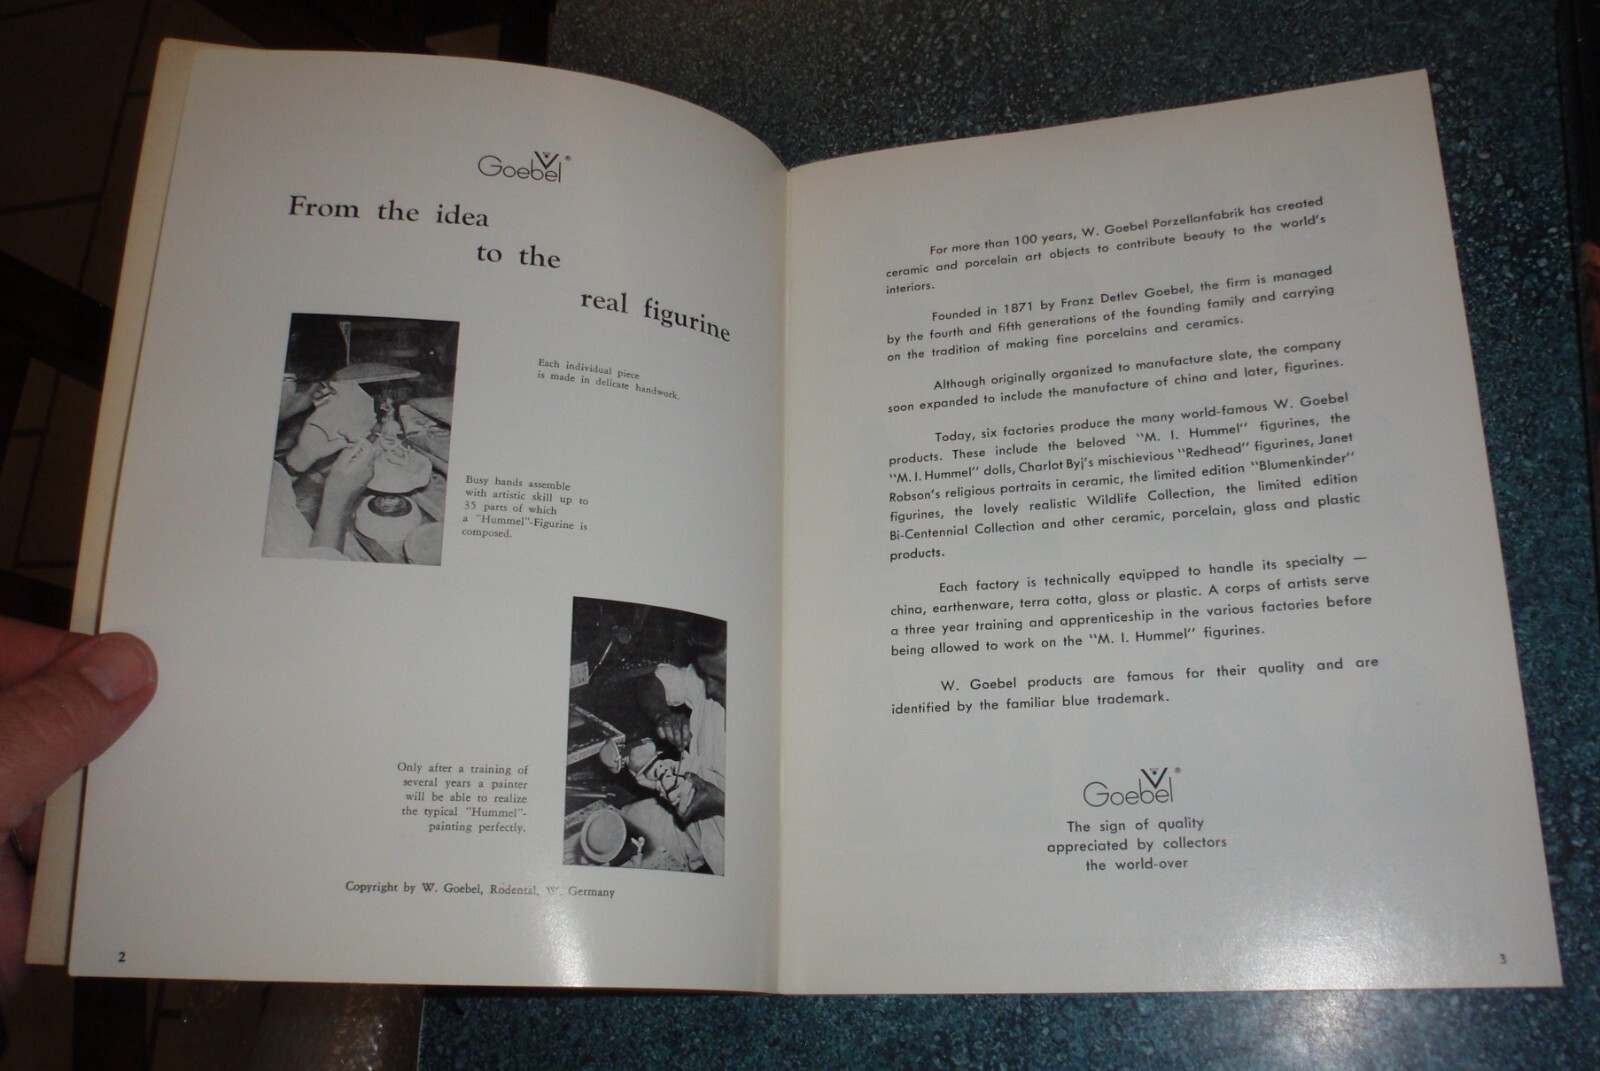 Goebel®
From the idea
to the
real figurine
Each individual piece
is made in delicate handwork.
Busy hands assemble
with artistic skill up to
35 parts of which
a "Hummel"-Figurine is
composed.
Only after a training of
several years a painter
will be able to realize
the typical "Hummel"-
painting perfectly.
Copyright by W. Goebel, Rodental, W. Germany
2
For more than 100 years, W. Goebel Porzellanfabrik has created
ceramic and porcelain art objects to contribute beauty to the world's
interiors.
Founded in 1871 by Franz Detlev Goebel, the firm is managed
by the fourth and fifth generations of the founding family and carrying
on the tradition of making fine porcelains and ceramics.
Although originally organized to manufacture slate, the company
soon expanded to include the manufacture of china and later, figurines.
Today, six factories produce the many world-famous W. Goebel
products. These include the beloved "M. I. Hummel" figurines, the
"M. I. Hummel" dolls, Charlot Byj's mischievious "Redhead" figurines, Janet
Robson's religious portraits in ceramic, the limited edition "Blumenkinder"
figurines, the lovely realistic Wildlife Collection, the limited edition
Bi-Centennial Collection and other ceramic, porcelain, glass and plastic
products.
Each factory is technically equipped to handle its specialty —
china, earthenware, terra cotta, glass or plastic. A corps of artists serve
a three year training and apprenticeship in the various factories before
being allowed to work on the "M. I. Hummel" figurines.
W. Goebel products are famous for their quality and are
identified by the familiar blue trademark.
Goebel®
The sign of quality
appreciated by collectors
the world-over
3